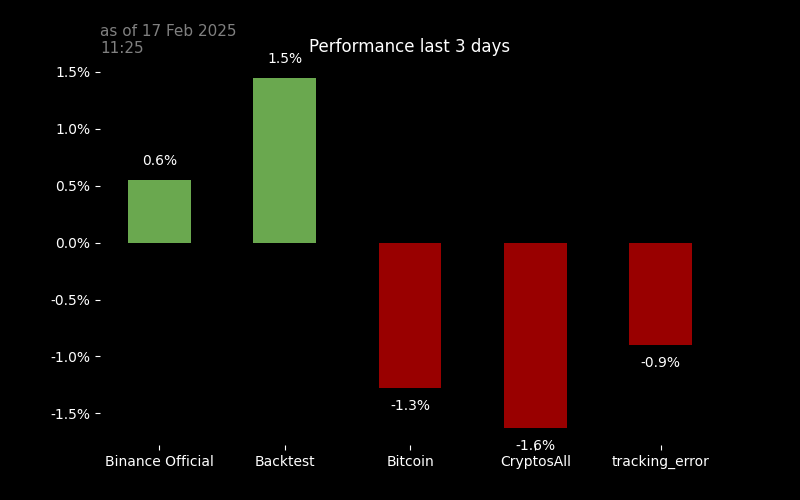 as of 17 Feb 2025
11:25
Performance last 3 days
1.5%
1.5%
1.0%
0.6%
0.5%
0.0%
-0.5%
-1.0%
-0.9%
-1.3%
-1.5%
-1.6%
Binance Official
Backtest
Bitcoin
CryptosAll
tracking_error